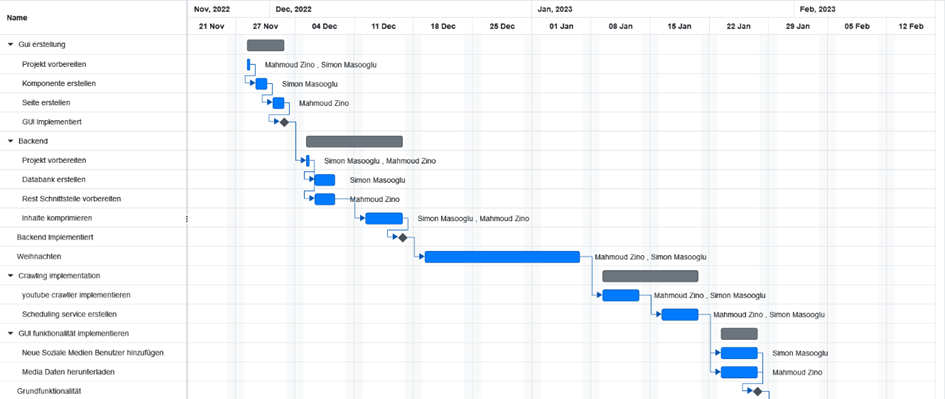 Name
Nov, 2022 Dec, 2022 Jan, 2023 Feb, 2023
21 Nov 27 Nov 04 Dec 11 Dec 18 Dec 25 Dec 01 Jan 08 Jan 15 Jan 22 Jan 29 Jan 05 Feb 12 Feb
Gui erstellung
Projekt vorbereiten Mahmoud Zino , Simon Masooglu
Komponente erstellen Simon Masooglu
Seite erstellen Mahmoud Zino
GUI implementiert
Backend
Projekt vorbereiten Simon Masooglu , Mahmoud Zino
Databank erstellen Simon Masooglu
Rest Schnittstelle vorbereiten Mahmoud Zino
Inhalte komprimieren Simon Masooglu , Mahmoud Zino
Backend Implementiert
Weihnachten Mahmoud Zino , Simon Masooglu
Crawling implementation
youtube crawller implementieren Mahmoud Zino , Simon Masooglu
Scheduling service erstellen Mahmoud Zino , Simon Masooglu
GUI funktionalität implementieren
Neue Soziale Medien Benutzer hinzufügen Simon Masooglu
Media Daten herunterladen Mahmoud Zino
Grundfunktionalität